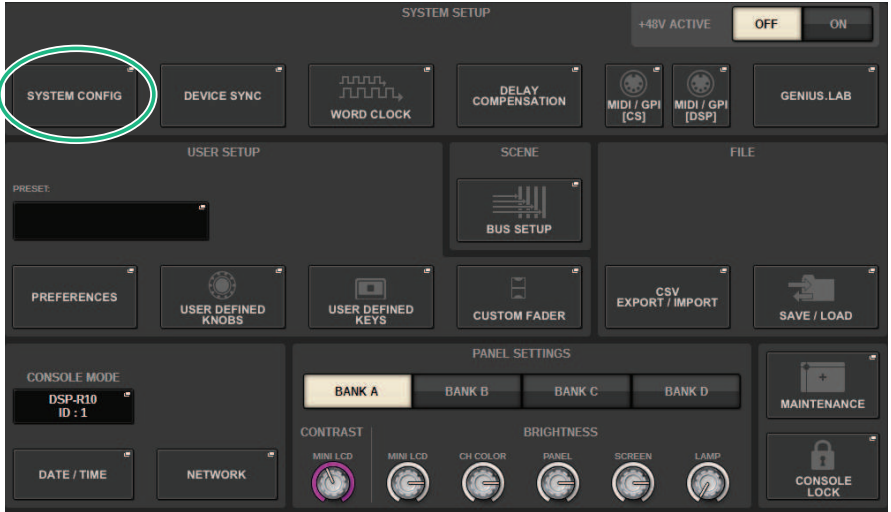 SYSTEM SETUP
+48V ACTIVE
OFF
ON
SYSTEM CONFIG
DEVICE SYNC
WORD CLOCK
DELAY
COMPENSATION
MIDI / GPI
[CS]
MIDI / GPI
[DSP]
GENIUS.LAB
USER SETUP
SCENE
FILE
PRESET:
BUS SETUP
PREFERENCES
USER DEFINED
KNOBS
USER DEFINED
KEYS
CUSTOM FADER
CSV
EXPORT / IMPORT
SAVE / LOAD
CONSOLE MODE
DSP-R10
ID : 1
PANEL SETTINGS
BANK A
BANK B
BANK C
BANK D
MAINTENANCE
CONTRAST
BRIGHTNESS
MINI LCD
MINI LCD
CH COLOR
PANEL
SCREEN
LAMP
DATE / TIME
NETWORK
CONSOLE
LOCK